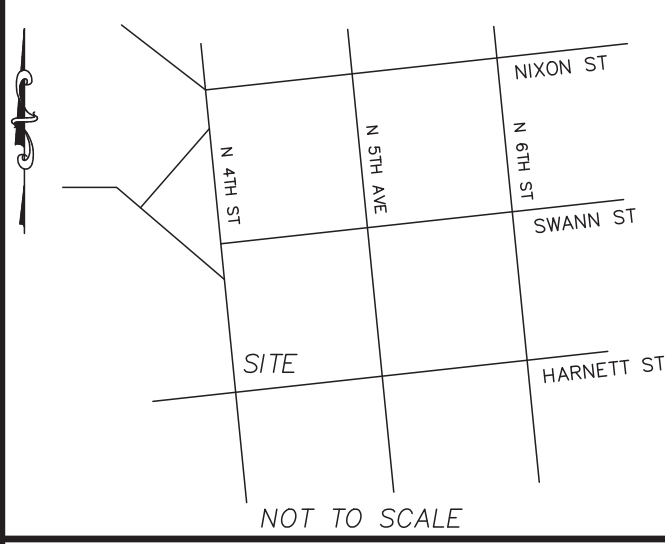 NIXON ST
N 4TH ST
N 5TH AVE
N 6TH ST
SWANN ST
SITE
HARNETT ST
NOT TO SCALE